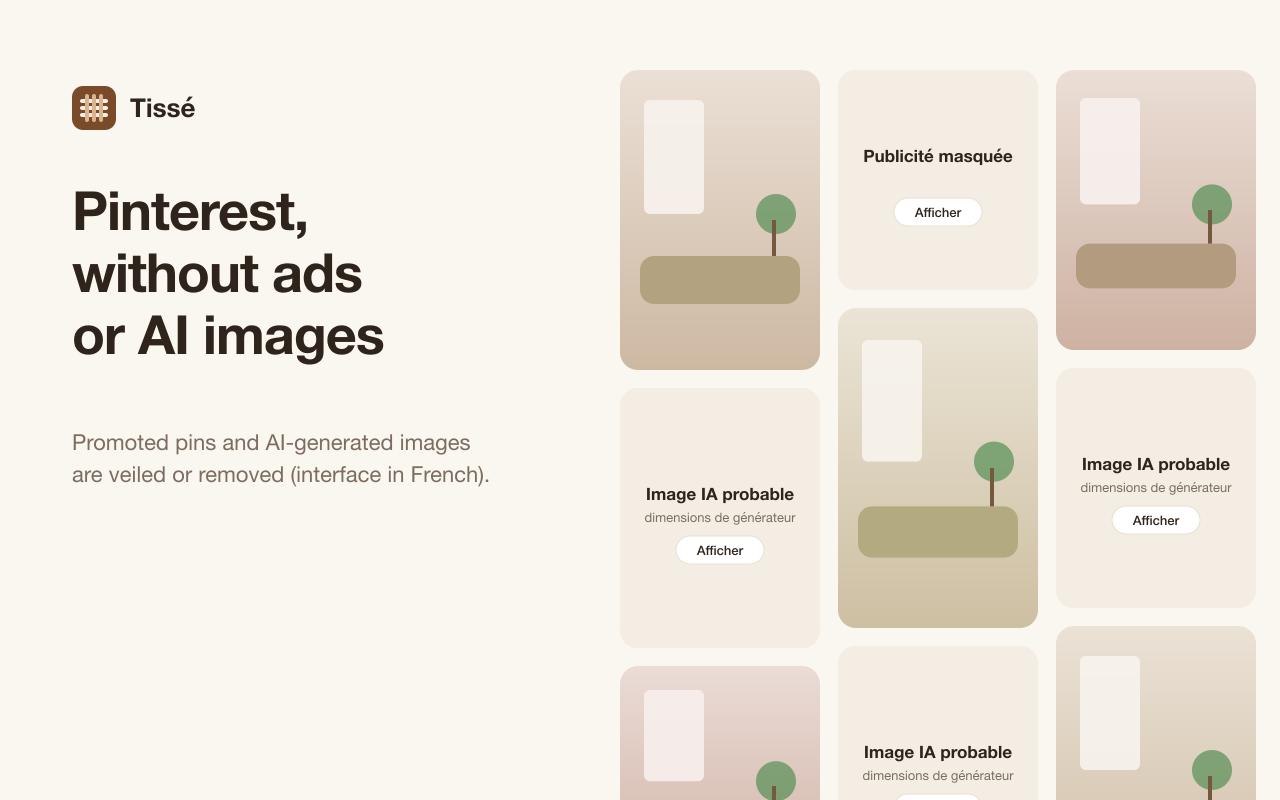 Tissé
Pinterest,
without ads
or AI images
Promoted pins and AI-generated images
are veiled or removed (interface in French).
Image IA probable
dimensions de générateur
Afficher
Publicité masquée
Afficher
Image IA probable
dimensions de générateur
Image IA probable
dimensions de générateur
Afficher